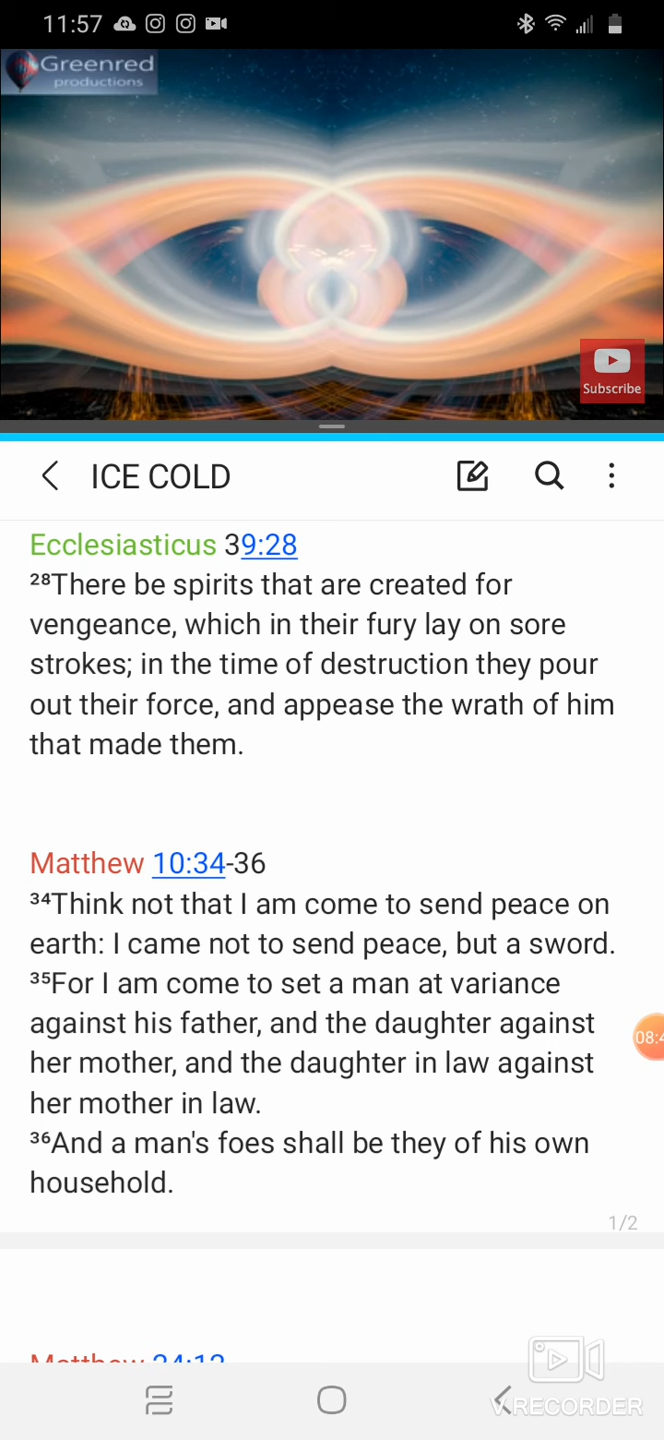 11:57
Greenred
productions
Subscribe
ICE COLD
Ecclesiasticus 39:28
²⁸There be spirits that are created for
vengeance, which in their fury lay on sore
strokes; in the time of destruction they pour
out their force, and appease the wrath of him
that made them.
Matthew 10:34-36
³⁴Think not that I am come to send peace on
earth: I came not to send peace, but a sword.
³⁵For I am come to set a man at variance
against his father, and the daughter against
her mother, and the daughter in law against
her mother in law.
³⁶And a man's foes shall be they of his own
household.
1/2
Matthew 24:12
V.RECORDER